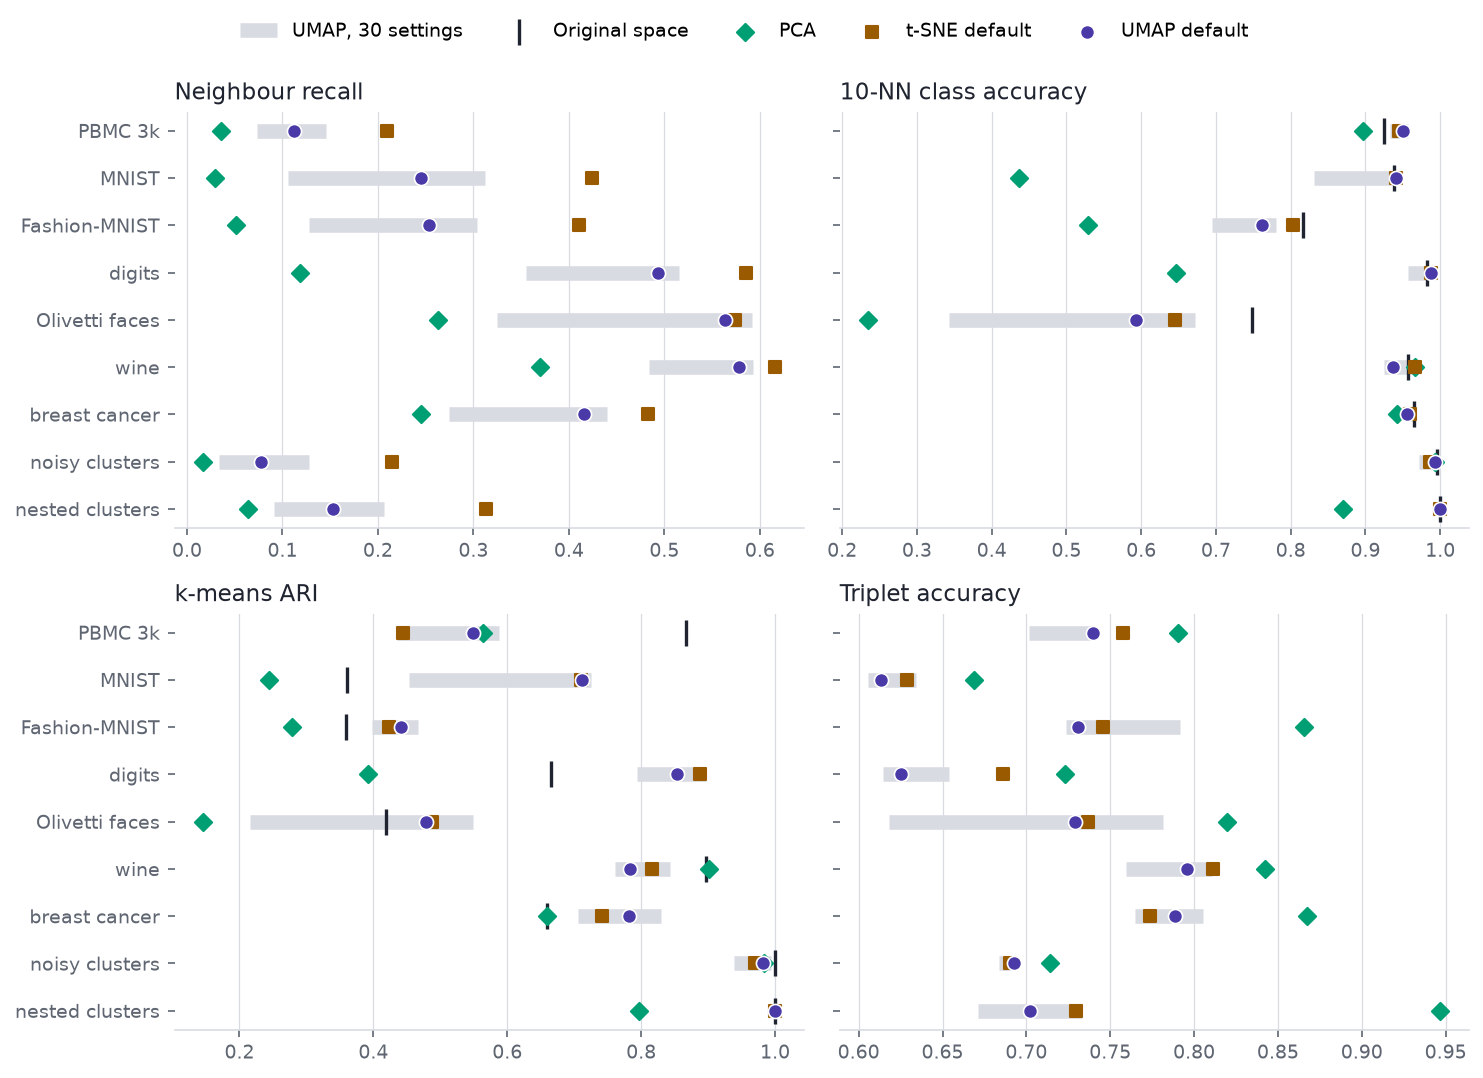 UMAP, 30 settings Original space PCA t-SNE default UMAP default
Neighbour recall
PBMC 3k
MNIST
Fashion-MNIST
digits
Olivetti faces
wine
breast cancer
noisy clusters
nested clusters
0.0 0.1 0.2 0.3 0.4 0.5 0.6
10-NN class accuracy
0.2 0.3 0.4 0.5 0.6 0.7 0.8 0.9 1.0
k-means ARI
PBMC 3k
MNIST
Fashion-MNIST
digits
Olivetti faces
wine
breast cancer
noisy clusters
nested clusters
0.2 0.4 0.6 0.8 1.0
Triplet accuracy
0.60 0.65 0.70 0.75 0.80 0.85 0.90 0.95